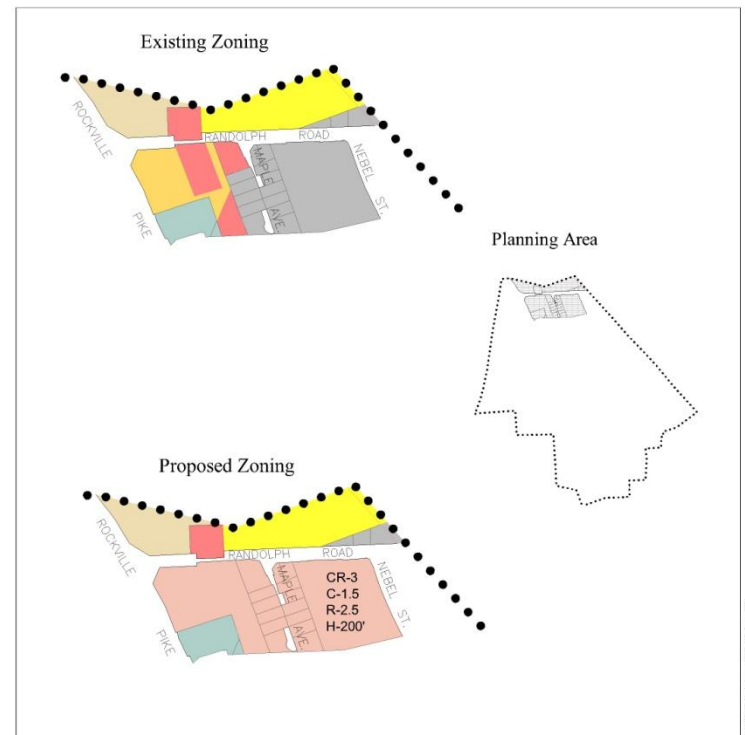 Existing Zoning
ROCKVILLE
PIKE
RANDOLPH ROAD
MAPLE
AVE.
NEBEL
ST.
Planning Area
Proposed Zoning
ROCKVILLE
PIKE
RANDOLPH ROAD
MAPLE
AVE.
CR-3
C-1.5
R-2.5
H-200'
NEBEL
ST.